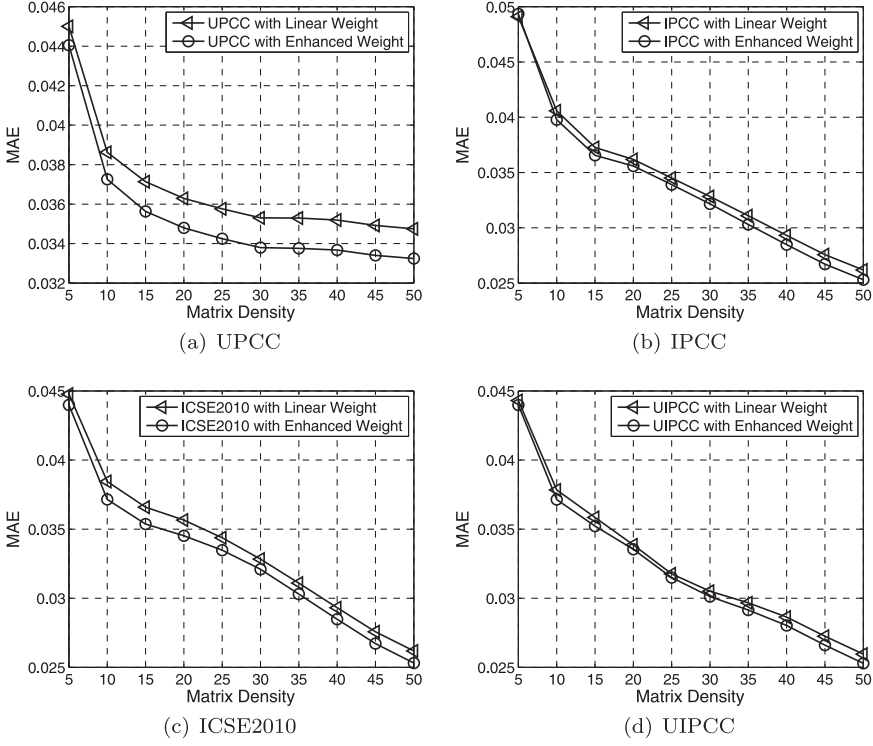 0.046
0.044
0.042
0.04
0.038
0.036
0.034
0.032
MAE
UPCC with Linear Weight
UPCC with Enhanced Weight
5 10 15 20 25 30 35 40 45 50
Matrix Density
(a) UPCC
0.05
0.045
0.04
0.035
0.03
0.025
MAE
IPCC with Linear Weight
IPCC with Enhanced Weight
5 10 15 20 25 30 35 40 45 50
Matrix Density
(b) IPCC
0.045
0.04
0.035
0.03
0.025
MAE
ICSE2010 with Linear Weight
ICSE2010 with Enhanced Weight
5 10 15 20 25 30 35 40 45 50
Matrix Density
(c) ICSE2010
0.045
0.04
0.035
0.03
0.025
MAE
UIPCC with Linear Weight
UIPCC with Enhanced Weight
5 10 15 20 25 30 35 40 45 50
Matrix Density
(d) UIPCC